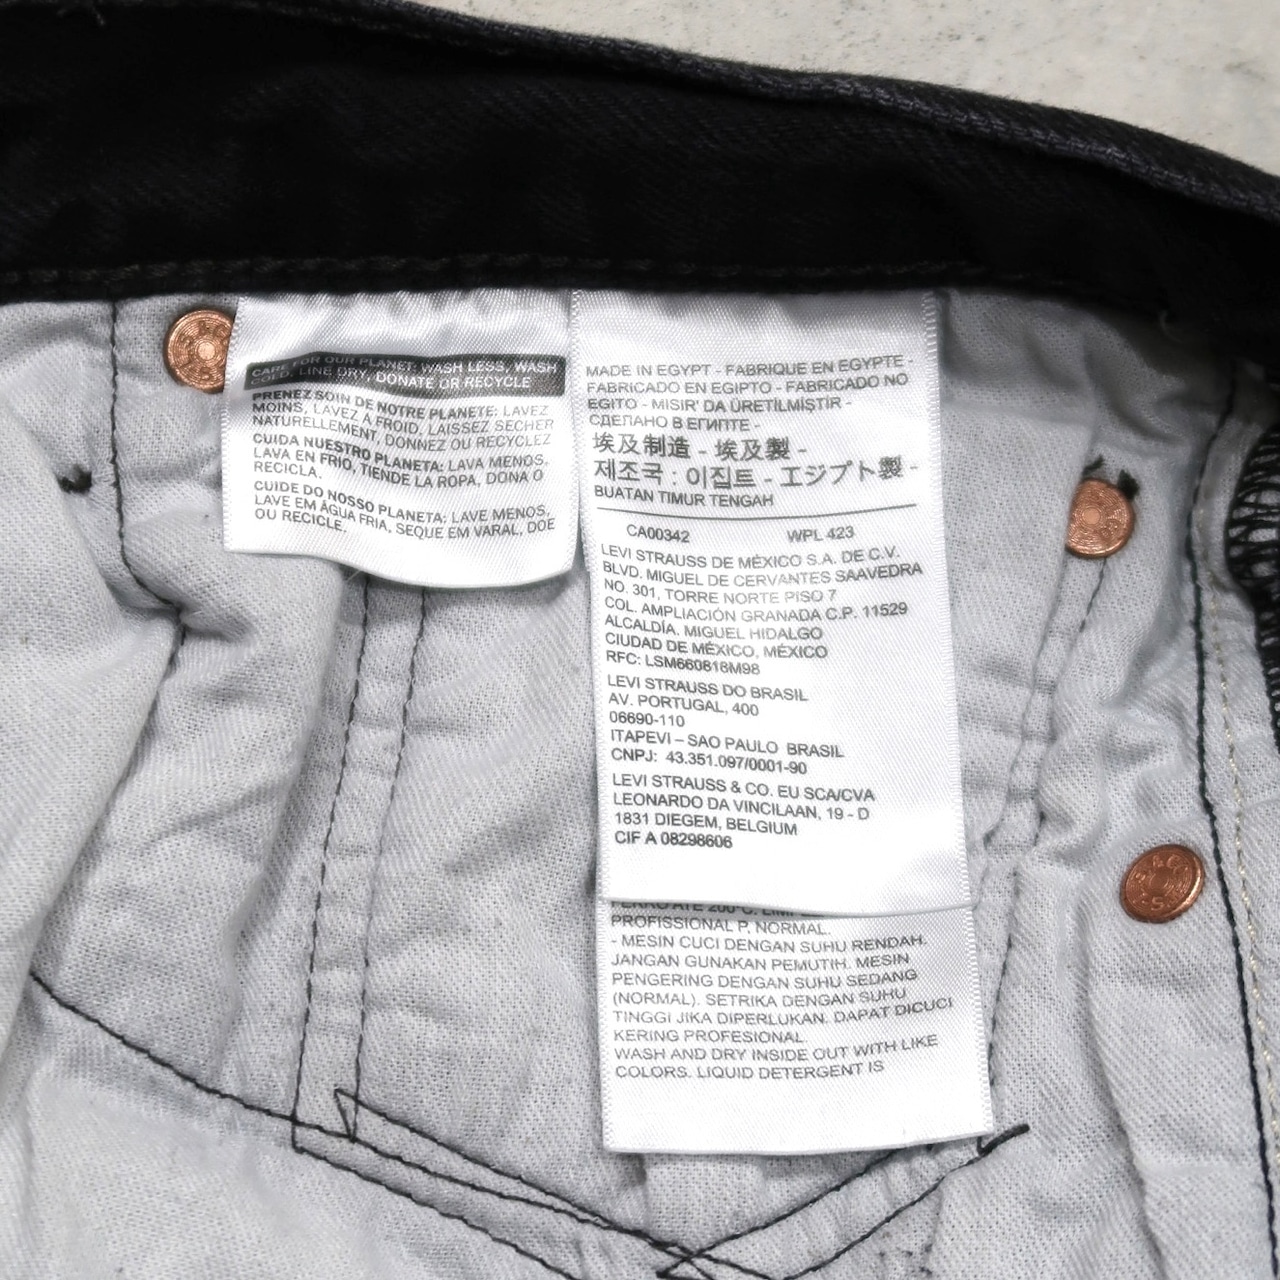 CARE FOR OUR PLANET: WASH LESS, WASH
COLD, LINE DRY, DONATE OR RECYCLE
PRENEZ SOIN DE NOTRE PLANETE: LAVEZ
MOINS, LAVEZ À FROID, LAISSEZ SECHER
NATURELLEMENT, DONNEZ OU RECYCLEZ
CUIDA NUESTRO PLANETA: LAVA MENOS,
LAVA EN FRIO, TIENDE LA ROPA, DONA O
RECICLA.
CUIDE DO NOSSO PLANETA: LAVE MENOS,
LAVE EM ÁGUA FRIA, SEQUE EM VARAL, DOE
OU RECICLE.
MADE IN EGYPT - FABRIQUE EN EGYPTE -
FABRICADO EN EGIPTO - FABRICADO NO
EGITO - MISIR' DA ÜRETİLMİŞTİR -
СДЕЛАНО В ЕГИПТЕ -
埃及制造 - 埃及製 -
제조국 : 이집트 - エジプト製 -
BUATAN TIMUR TENGAH
CA00342 WPL 423
LEVI STRAUSS DE MÉXICO S.A. DE C.V.
BLVD. MIGUEL DE CERVANTES SAAVEDRA
NO. 301, TORRE NORTE PISO 7
COL. AMPLIACIÓN GRANADA C.P. 11529
ALCALDÍA. MIGUEL HIDALGO
CIUDAD DE MÉXICO, MÉXICO
RFC: LSM660818M98
LEVI STRAUSS DO BRASIL
AV. PORTUGAL, 400
06690-110
ITAPEVI – SAO PAULO BRASIL
CNPJ: 43.351.097/0001-90
LEVI STRAUSS & CO. EU SCA/CVA
LEONARDO DA VINCILAAN, 19 - D
1831 DIEGEM, BELGIUM
CIF A 08298606
FERRO ATÉ 200°C.
PROFISSIONAL P. NORMAL.
- MESIN CUCI DENGAN SUHU RENDAH.
JANGAN GUNAKAN PEMUTIH. MESIN
PENGERING DENGAN SUHU SEDANG
(NORMAL). SETRIKA DENGAN SUHU
TINGGI JIKA DIPERLUKAN. DAPAT DICUCI
KERING PROFESIONAL.
WASH AND DRY INSIDE OUT WITH LIKE
COLORS. LIQUID DETERGENT IS